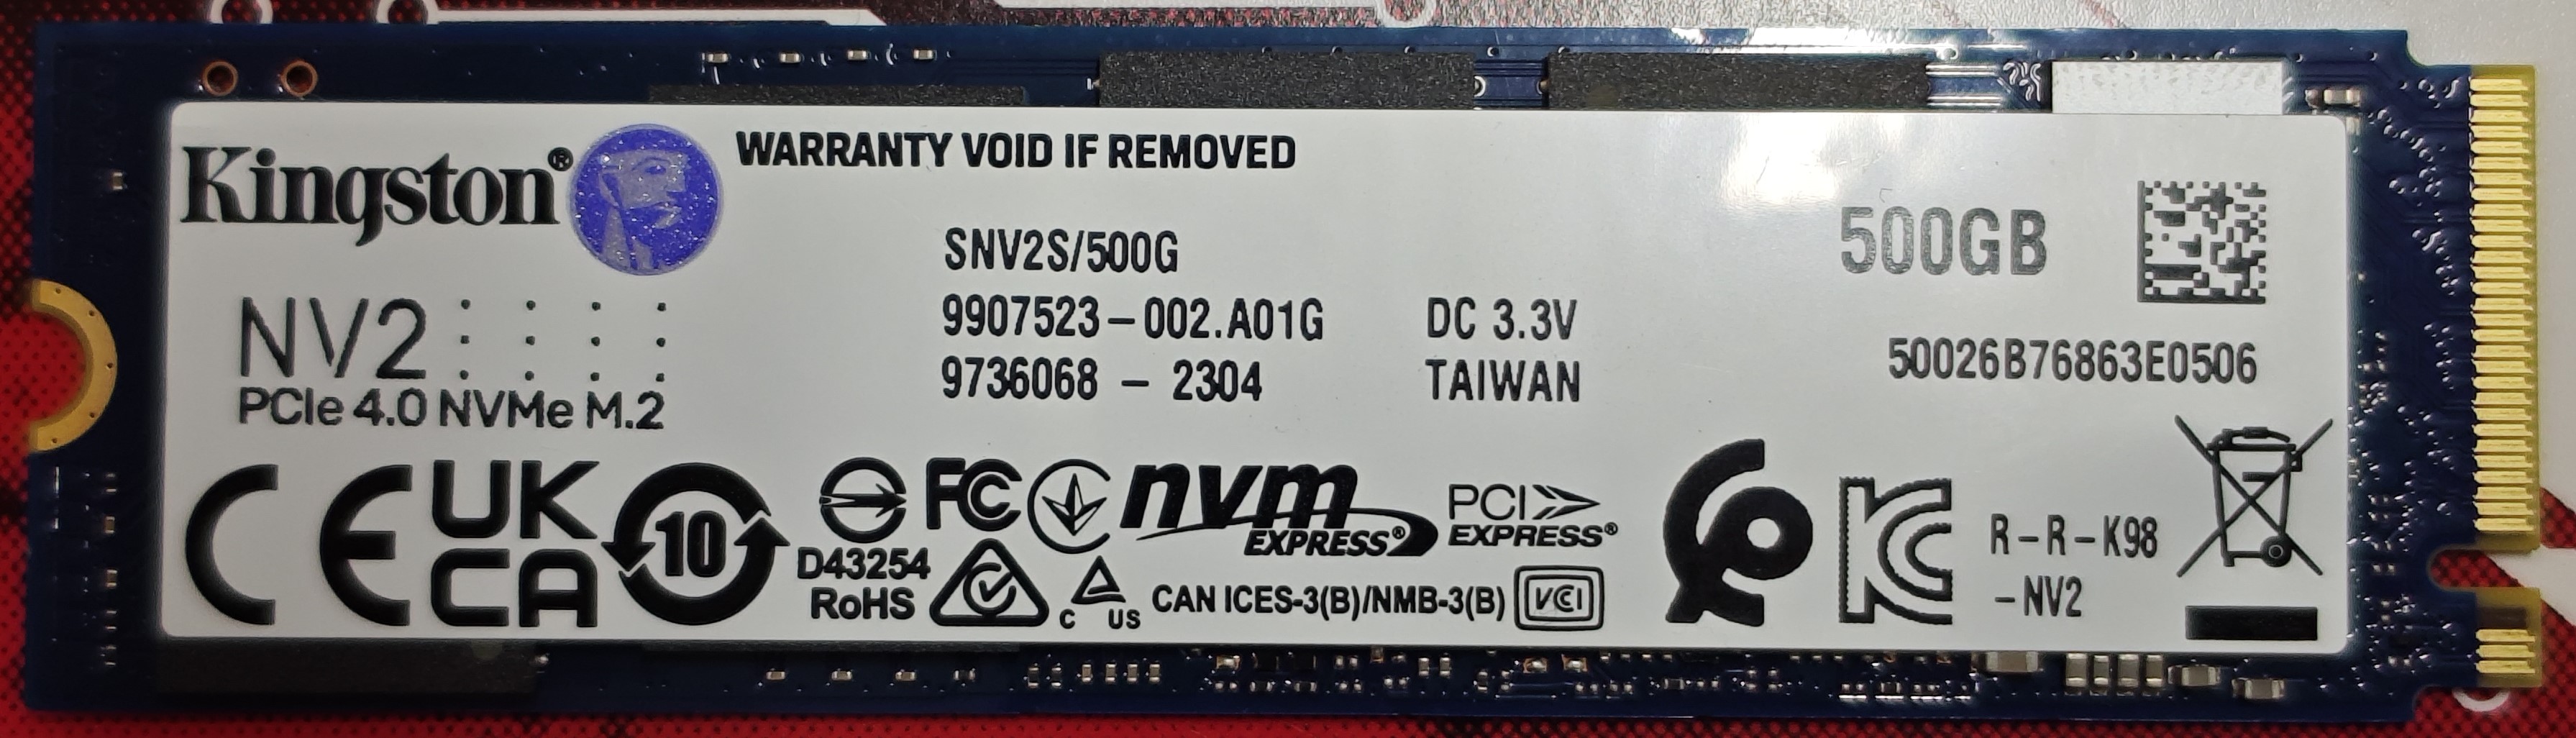 Kingston®
WARRANTY VOID IF REMOVED
SNV2S/500G
500GB
9907523-002.A01G
DC 3.3V
NV2
9736068 - 2304
TAIWAN
50026B76863E0506
PCIe 4.0 NVMe M.2
CE
UK
CA
10
D43254
RoHS
FC
nvm
EXPRESS®
PCI
EXPRESS®
C US
CAN ICES-3(B)/NMB-3(B)
VCI
KC
R-R-K98
-NV2